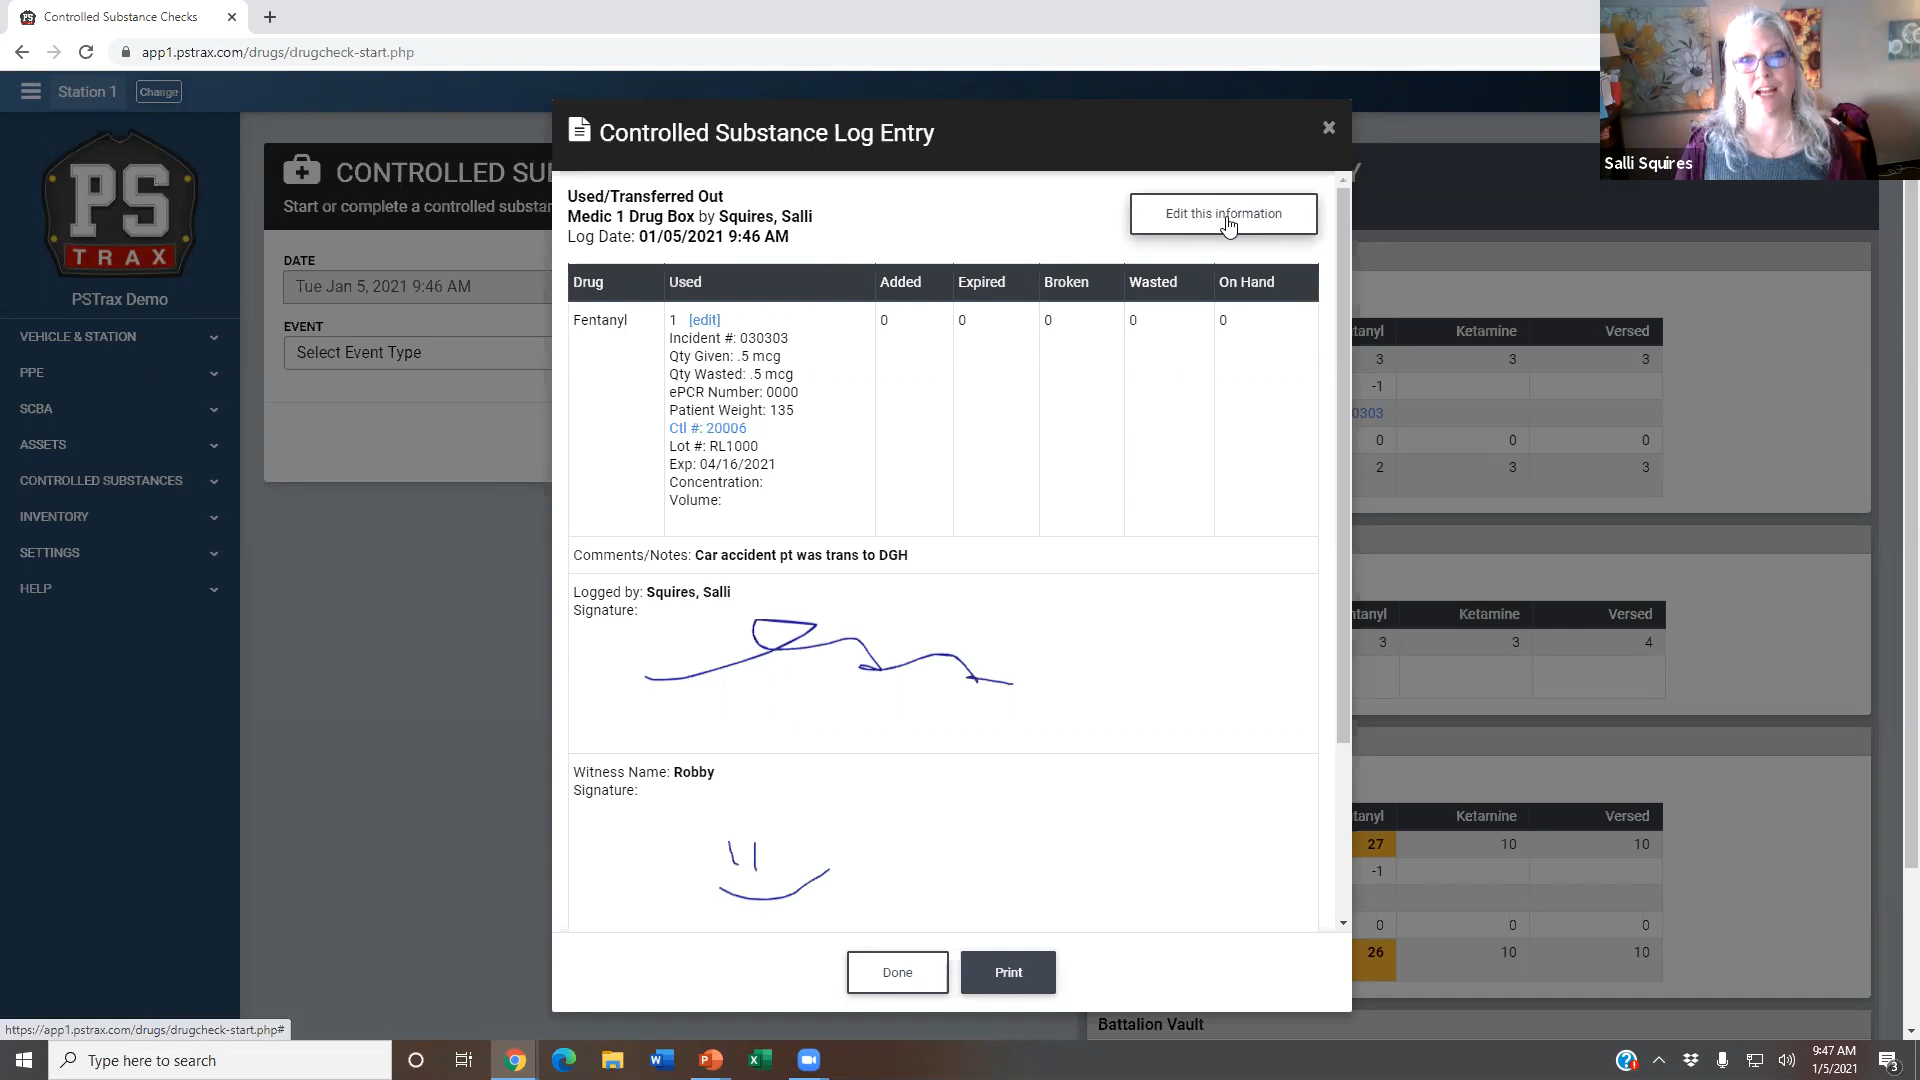 Controlled Substance Checks
app1.pstrax.com/drugs/drugcheck-start.php
Station 1 Change
PS
TRAX
PSTrax Demo
VEHICLE & STATION
PPE
SCBA
ASSETS
CONTROLLED SUBSTANCES
INVENTORY
SETTINGS
HELP
CONTROLLED SU
Start or complete a controlled substan
DATE
Tue Jan 5, 2021 9:46 AM
EVENT
Select Event Type
Controlled Substance Log Entry
Used/Transferred Out
Medic 1 Drug Box by Squires, Salli
Log Date: 01/05/2021 9:46 AM
Edit this information
Drug Used Added Expired Broken Wasted On Hand
Fentanyl 1 [edit] 0 0 0 0 0
Incident #: 030303
Qty Given: .5 mcg
Qty Wasted: .5 mcg
ePCR Number: 0000
Patient Weight: 135
Ctl #: 20006
Lot #: RL1000
Exp: 04/16/2021
Concentration:
Volume:
Comments/Notes: Car accident pt was trans to DGH
Logged by: Squires, Salli
Signature:
Witness Name: Robby
Signature:
Done Print
Salli Squires
Y
tanyl Ketamine Versed
3 3 3
-1
0303
0 0 0
2 3 3
ntanyl Ketamine Versed
3 3 4
tanyl Ketamine Versed
27 10 10
-1
0 0 0
26 10 10
Battalion Vault
https://app1.pstrax.com/drugs/drugcheck-start.php#
Type here to search
9:47 AM
1/5/2021
3